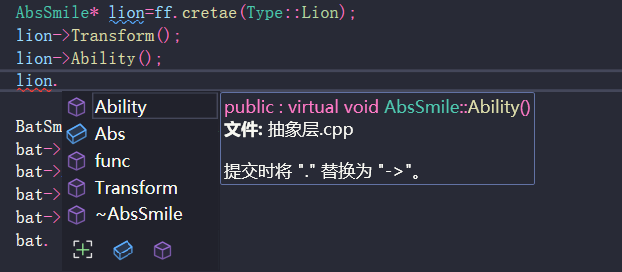 AbsSmile* lion=ff.cretae(Type::Lion);
lion->Transform();
lion->Ability();
lion.
Ability
public : virtual void AbsSmile::Ability()
文件: 抽象层.cpp
提交时将 "." 替换为 "->"。
BatSm
Abs
bat->
func
bat->
Transform
bat->
~AbsSmile
bat->
bat.